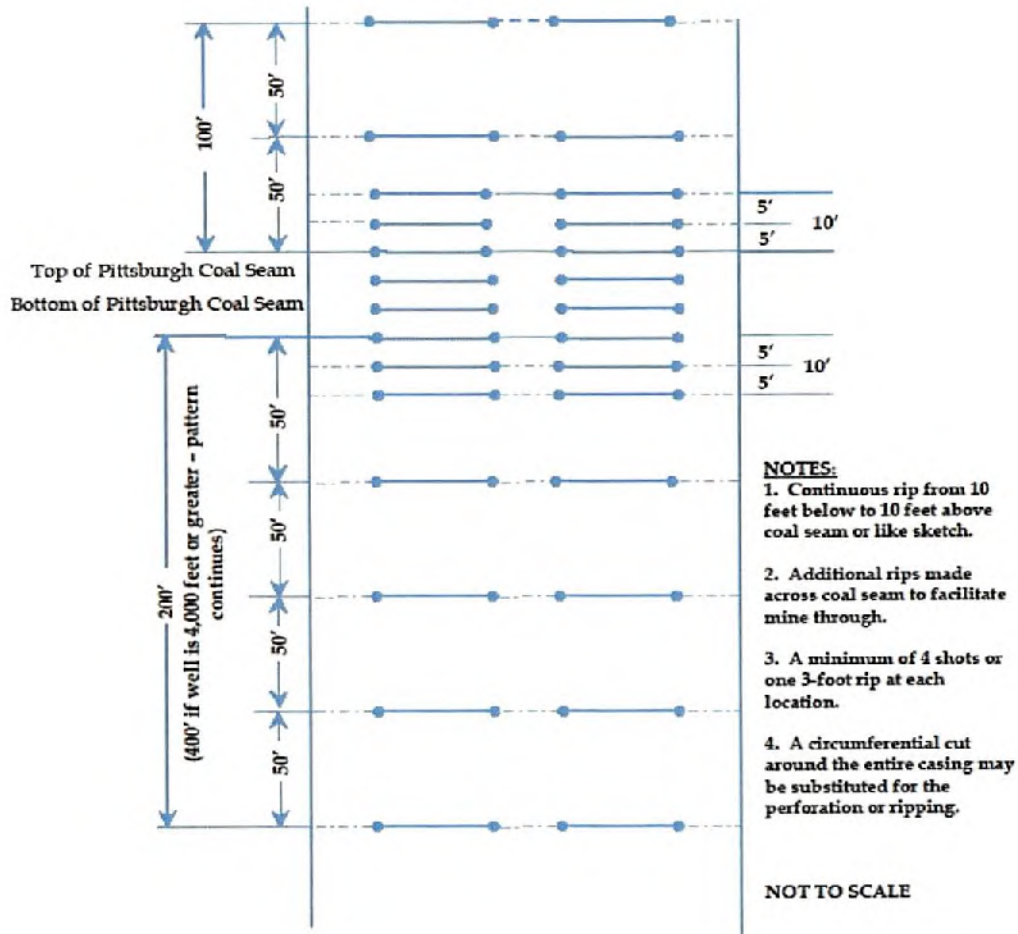 100'
50'
50'
5'
5'
10'
Top of Pittsburgh Coal Seam
Bottom of Pittsburgh Coal Seam
5'
5'
10'
200'
(400' if well is 4,000 feet or greater – pattern
continues)
50'
50'
50'
50'
NOTES:
1. Continuous rip from 10
feet below to 10 feet above
coal seam or like sketch.
2. Additional rips made
across coal seam to facilitate
mine through.
3. A minimum of 4 shots or
one 3-foot rip at each
location.
4. A circumferential cut
around the entire casing may
be substituted for the
perforation or ripping.
NOT TO SCALE